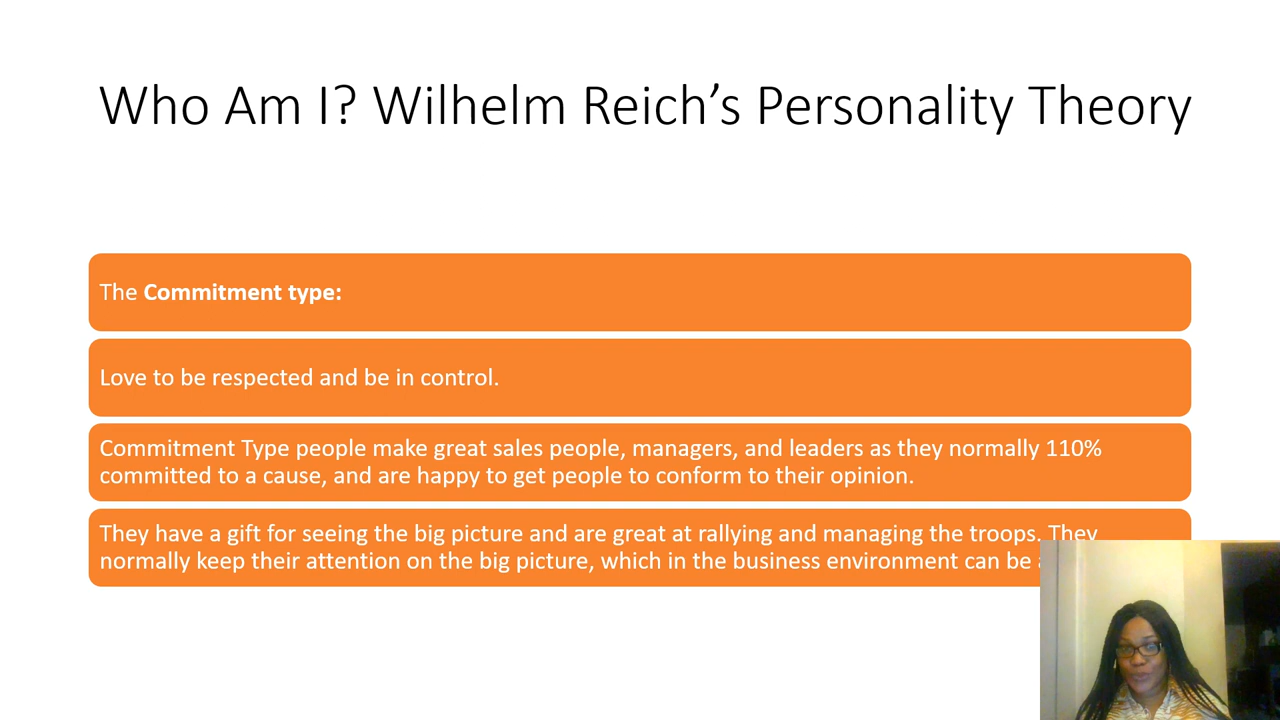 Who Am I? Wilhelm Reich’s Personality Theory
The Commitment type:
Love to be respected and be in control.
Commitment Type people make great sales people, managers, and leaders as they normally 110%
committed to a cause, and are happy to get people to conform to their opinion.
They have a gift for seeing the big picture and are great at rallying and managing the troops. They
normally keep their attention on the big picture, which in the business environment can be